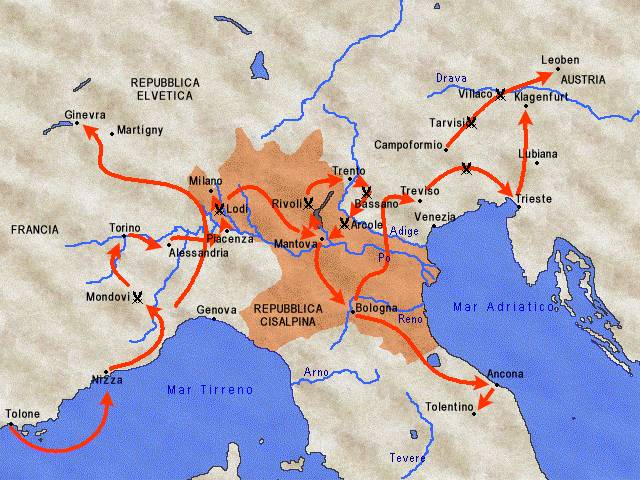 Leoben
Drava
AUSTRIA
REPUBBLICA
ELVETICA
Villaco
Klagenfurt
Ginevra
Martigny
Tarvisio
Campoformio
Lubiana
Trento
Milano
Treviso
Bassano
Rivoli
Lodi
Trieste
Venezia
Arcole
FRANCIA
Torino
Piacenza
Adige
Mantova
Alessandria
Po
Mondovi
Genova
REPUBBLICA
CISALPINA
Bologna
Reno
Mar Adriatico
Nizza
Arno
Ancona
Mar Tirreno
Tolentino
Tolone
Tevere